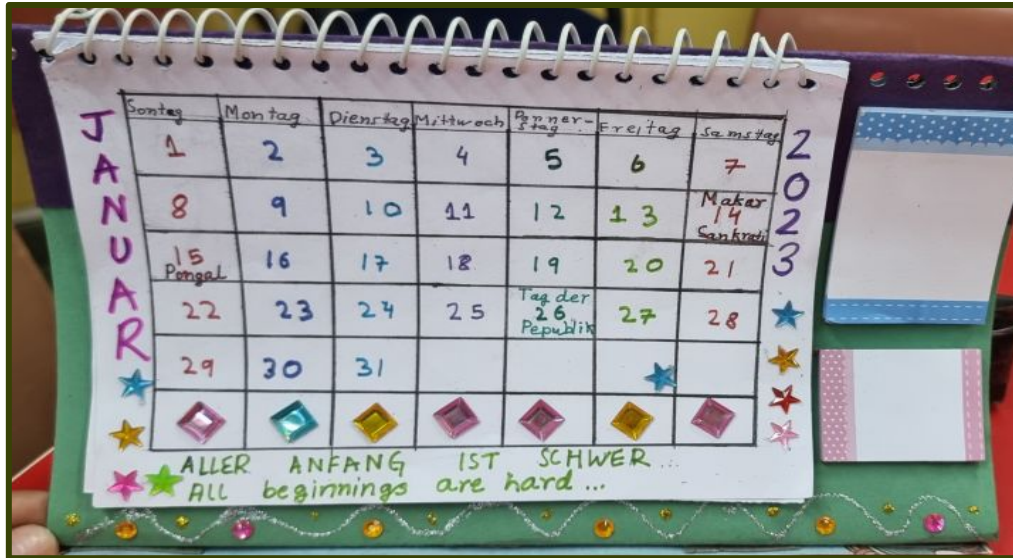 JANUAR
2023
Sontag Montag Dienstag Mittwoch Donner-stag Freitag Samstag
1 2 3 4 5 6 7
8 9 10 11 12 13 Makar 14 Sankrati
15 Pongal 16 17 18 19 20 21
22 23 24 25 Tag der 26 Pepublik 27 28
29 30 31
ALLER ANFANG IST SCHWER...
All beginnings are hard...